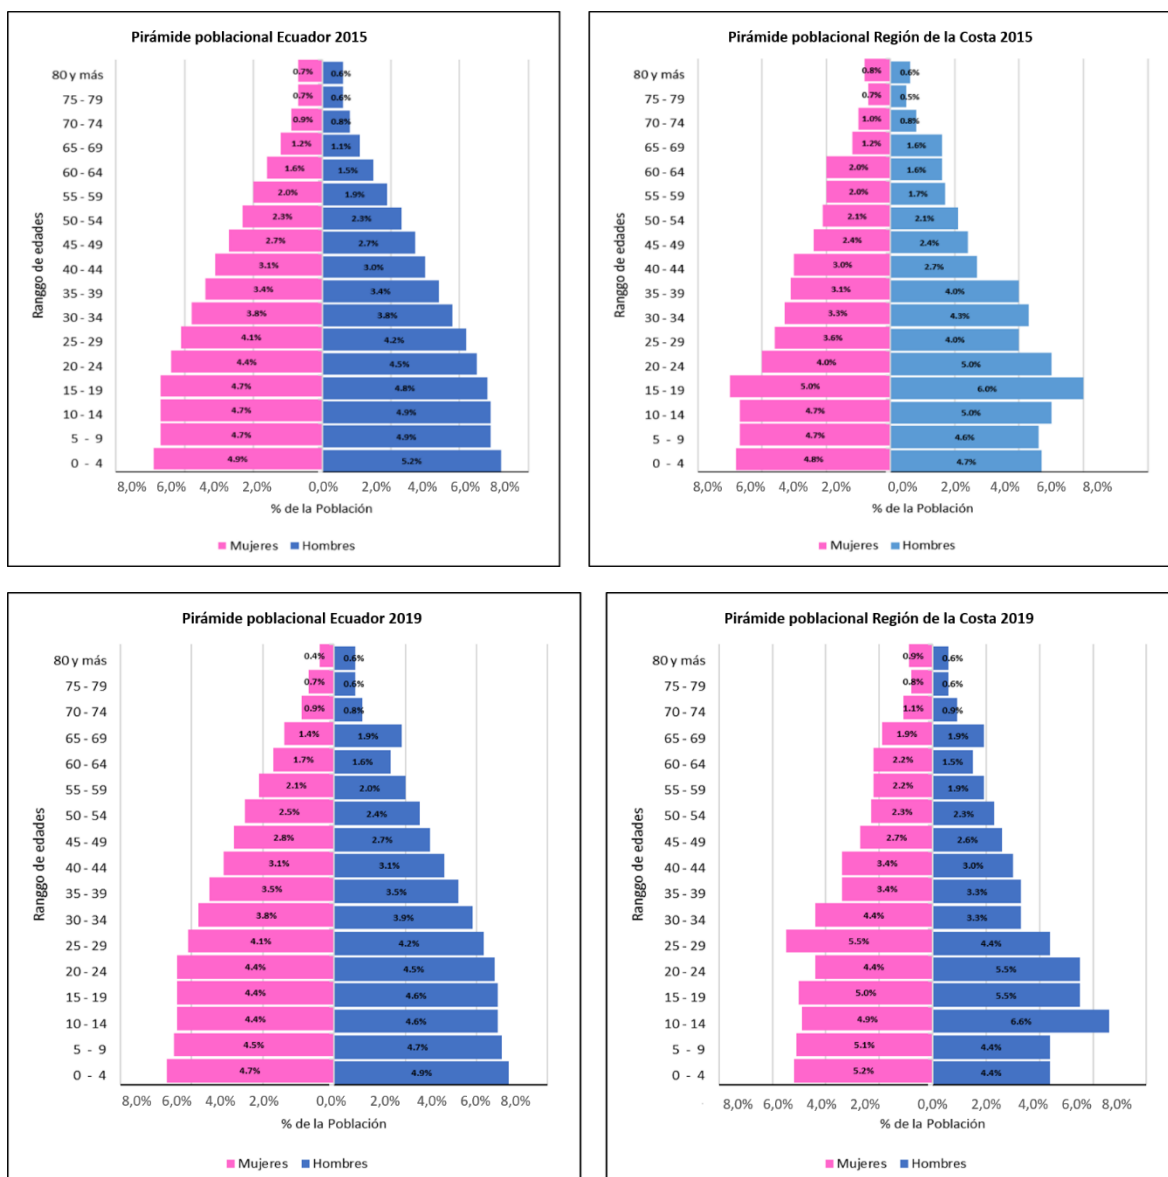 Pirámide poblacional Ecuador 2015
Ranggo de edades
80 y más 0.7% 0.6%
75 - 79 0.7% 0.6%
70 - 74 0.9% 0.8%
65 - 69 1.2% 1.1%
60 - 64 1.6% 1.5%
55 - 59 2.0% 1.9%
50 - 54 2.3% 2.3%
45 - 49 2.7% 2.7%
40 - 44 3.1% 3.0%
35 - 39 3.4% 3.4%
30 - 34 3.8% 3.8%
25 - 29 4.1% 4.2%
20 - 24 4.4% 4.5%
15 - 19 4.7% 4.8%
10 - 14 4.7% 4.9%
5 - 9 4.7% 4.9%
0 - 4 4.9% 5.2%
8,0% 6,0% 4,0% 2,0% 0,0% 2,0% 4,0% 6,0% 8,0%
% de la Población
Mujeres Hombres
Pirámide poblacional Región de la Costa 2015
Ranggo de edades
80 y más 0.8% 0.6%
75 - 79 0.7% 0.5%
70 - 74 1.0% 0.8%
65 - 69 1.2% 1.6%
60 - 64 2.0% 1.6%
55 - 59 2.0% 1.7%
50 - 54 2.1% 2.1%
45 - 49 2.4% 2.4%
40 - 44 3.0% 2.7%
35 - 39 3.1% 4.0%
30 - 34 3.3% 4.3%
25 - 29 3.6% 4.0%
20 - 24 4.0% 5.0%
15 - 19 5.0% 6.0%
10 - 14 4.7% 5.0%
5 - 9 4.7% 4.6%
0 - 4 4.8% 4.7%
8,0% 6,0% 4,0% 2,0% 0,0% 2,0% 4,0% 6,0% 8,0%
% de la Población
Mujeres Hombres
Pirámide poblacional Ecuador 2019
Ranggo de edades
80 y más 0.4% 0.6%
75 - 79 0.7% 0.6%
70 - 74 0.9% 0.8%
65 - 69 1.4% 1.9%
60 - 64 1.7% 1.6%
55 - 59 2.1% 2.0%
50 - 54 2.5% 2.4%
45 - 49 2.8% 2.7%
40 - 44 3.1% 3.1%
35 - 39 3.5% 3.5%
30 - 34 3.8% 3.9%
25 - 29 4.1% 4.2%
20 - 24 4.4% 4.5%
15 - 19 4.4% 4.6%
10 - 14 4.4% 4.6%
5 - 9 4.5% 4.7%
0 - 4 4.7% 4.9%
8,0% 6,0% 4,0% 2,0% 0,0% 2,0% 4,0% 6,0% 8,0%
% de la Población
Mujeres Hombres
Pirámide poblacional Región de la Costa 2019
Ranggo de edades
80 y más 0.9% 0.6%
75 - 79 0.8% 0.6%
70 - 74 1.1% 0.9%
65 - 69 1.9% 1.9%
60 - 64 2.2% 1.5%
55 - 59 2.2% 1.9%
50 - 54 2.3% 2.3%
45 - 49 2.7% 2.6%
40 - 44 3.4% 3.0%
35 - 39 3.4% 3.3%
30 - 34 4.4% 3.3%
25 - 29 5.5% 4.4%
20 - 24 4.4% 5.5%
15 - 19 5.0% 5.5%
10 - 14 4.9% 6.6%
5 - 9 5.1% 4.4%
0 - 4 5.2% 4.4%
8,0% 6,0% 4,0% 2,0% 0,0% 2,0% 4,0% 6,0% 8,0%
% de la Población
Mujeres Hombres